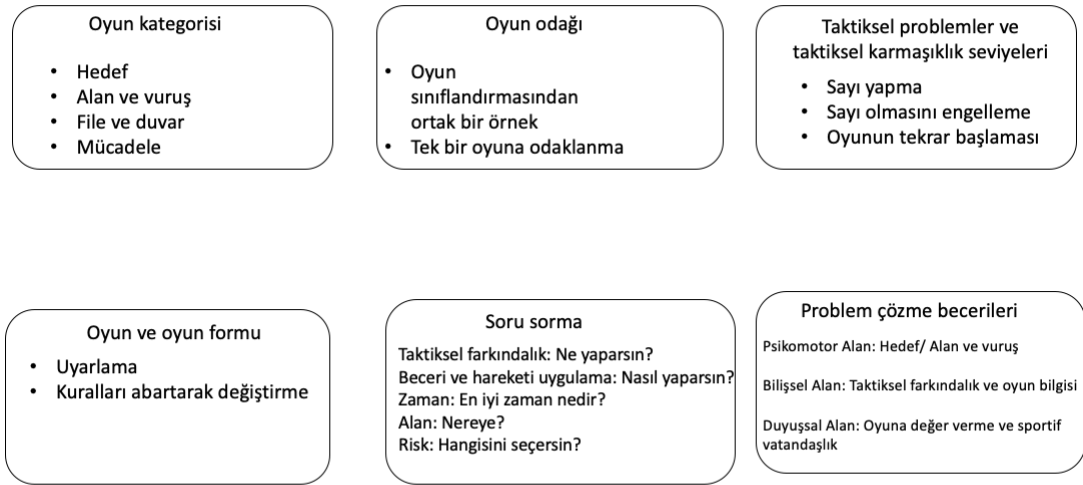 Oyun kategorisi
• Hedef
• Alan ve vuruş
• File ve duvar
• Mücadele
Oyun odağı
• Oyun
sınıflandırmasından
ortak bir örnek
• Tek bir oyuna odaklanma
Taktiksel problemler ve
taktiksel karmaşıklık seviyeleri
• Sayı yapma
• Sayı olmasını engelleme
• Oyunun tekrar başlaması
Oyun ve oyun formu
• Uyarlama
• Kuralları abartarak değiştirme
Soru sorma
Taktiksel farkındalık: Ne yaparsın?
Beceri ve hareketi uygulama: Nasıl yaparsın?
Zaman: En iyi zaman nedir?
Alan: Nereye?
Risk: Hangisini seçersin?
Problem çözme becerileri
Psikomotor Alan: Hedef/ Alan ve vuruş
Bilişsel Alan: Taktiksel farkındalık ve oyun bilgisi
Duyuşsal Alan: Oyuna değer verme ve sportif
vatandaşlık